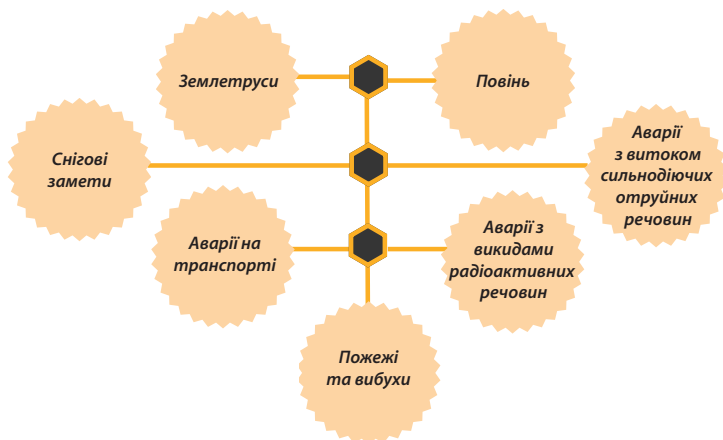 Землетруси
Повінь
Снігові
замети
Аварії
з витоком
сильнодіючих
отруйних
речовин
Аварії на
транспорті
Аварії з
викидами
радіоактивних
речовин
Пожежі
та вибухи